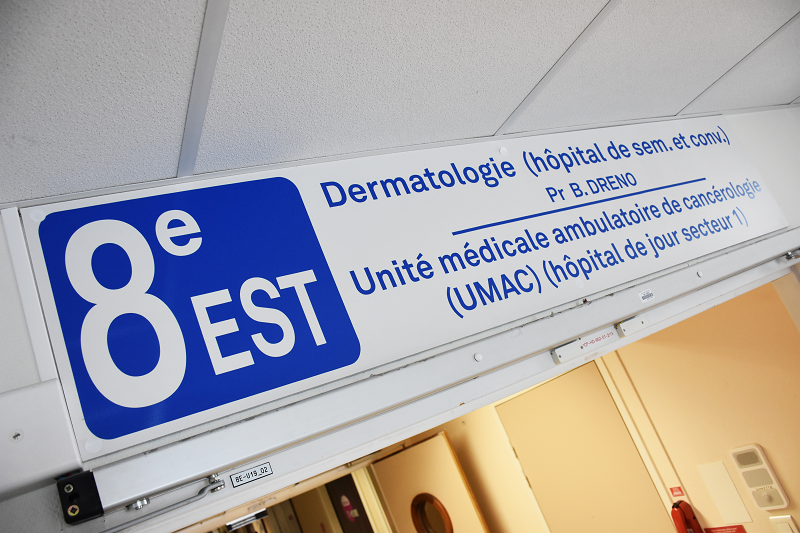 8e
EST
Dermatologie (hôpital de sem. et conv.)
Pr B. DRENO
Unité médicale ambulatoire de cancérologie
(UMAC) (hôpital de jour secteur 1)
8E-U19_02